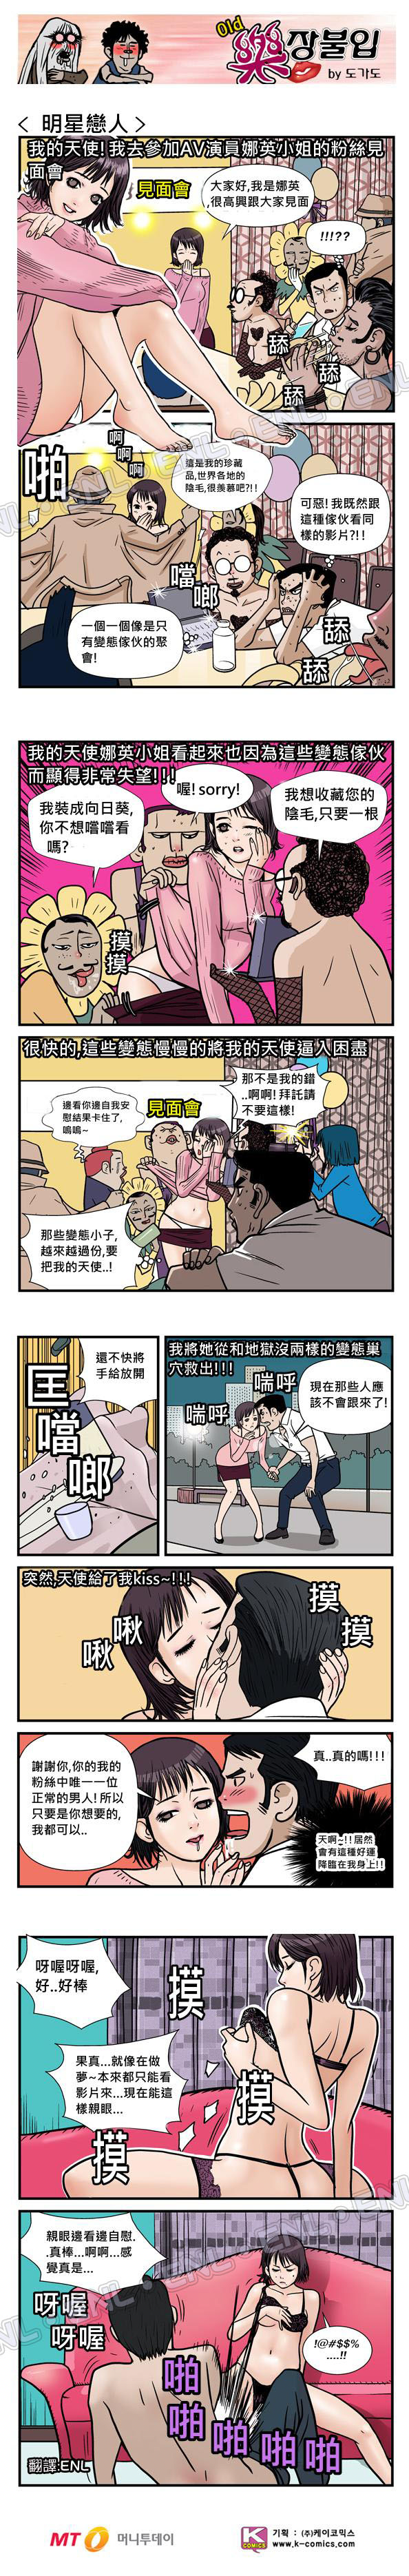 Old
樂
장불입
by 도가도
< 明星戀人 >
我的天使!我去參加AV演員娜英小姐的粉絲見
面會
見面會
大家好,我是娜英
很高興跟大家見面
!!!??
舔
舔
舔
啪
啊
啊
啊
這是我的珍藏
品,世界各地的
陰毛,很羨慕吧?!!
可惡!我既然跟
這種傢伙看同
樣的影片?!!
噹
啷
一個一個像是只
有變態傢伙的聚
會!
舔
舔
我的天使娜英小姐看起來也因為這些變態傢伙
而顯得非常失望!!!
我裝成向日葵,
你不想嚐嚐看
嗎?
喔! sorry!
我想收藏您的
陰毛,只要一根
摸
摸
很快的,這些變態慢慢的將我的天使逼入困盡
邊看你邊自我安
慰結果卡住了,
嗚嗚~
見面會
那不是我的錯
..啊啊!拜託請
不要這樣!
那些變態小子,
越來越過份,要
把我的天使..!
還不快將
手給放開
匡
噹
啷
我將她從和地獄沒兩樣的變態巢
穴救出!!!
喘呼
喘呼
現在那些人應
該不會跟來了!
突然,天使給了我kiss~!!!
啾
啾
摸
摸
謝謝你,你的我的
粉絲中唯一一位
正常的男人!所以
只要是你想要的,
我都可以..
真..真的嗎!!!
天啊~!!居然
會有這種好運
降臨在我身上!!
呀喔呀喔,
好..好棒
摸
果真...就像在做
夢~本來都只能看
影片來...現在能這
樣親眼...
摸
摸
親眼邊看邊自慰.
.真棒...啊啊...感
覺真是...
呀喔
呀喔
!@#$$%
....!!
啪
啪
啪
啪
啪
翻譯:ENL
MT 머니투데이
K COMICS
기획 : (주)케이코믹스
www.k-comics.com